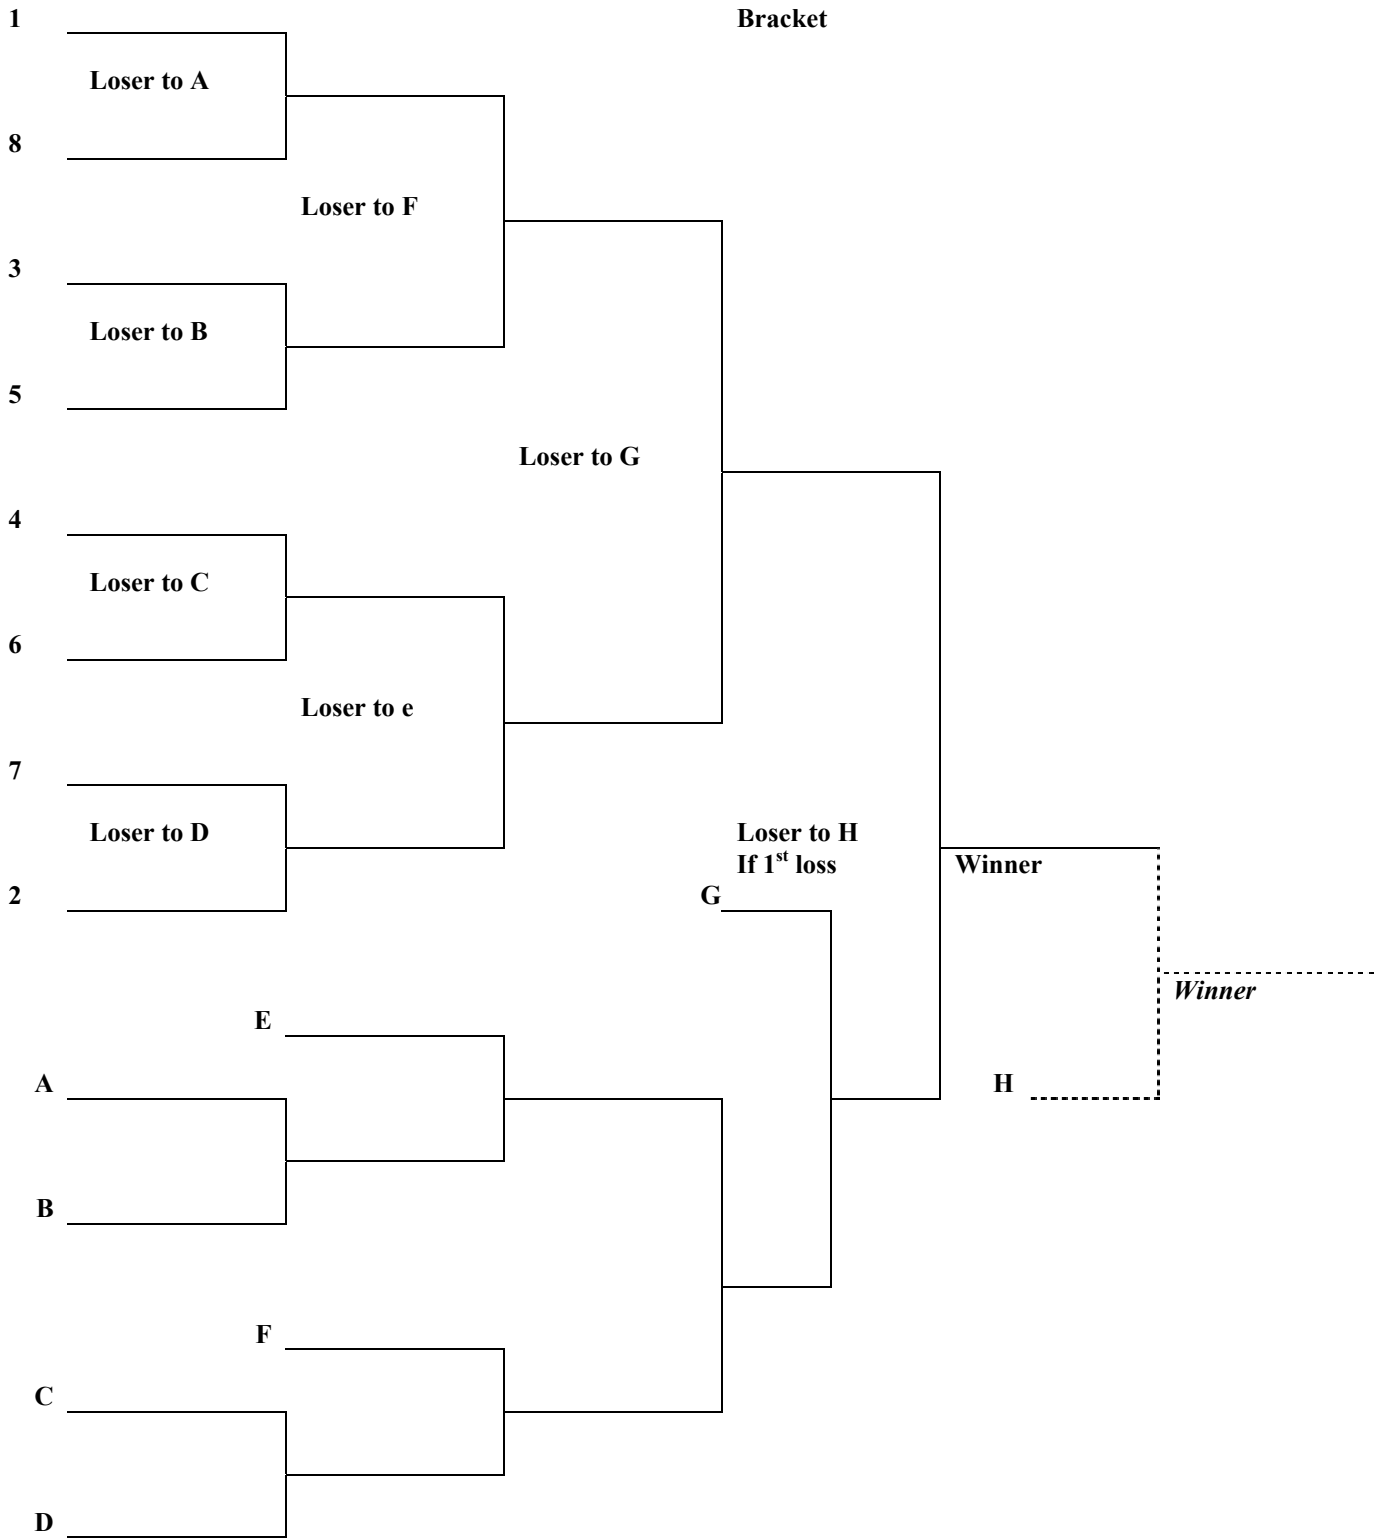 1
Bracket
Loser to A
8
Loser to F
3
Loser to B
5
Loser to G
4
Loser to C
6
Loser to e
7
Loser to D
Loser to H
If 1st loss
Winner
2
G
Winner
E
A
H
B
F
C
D